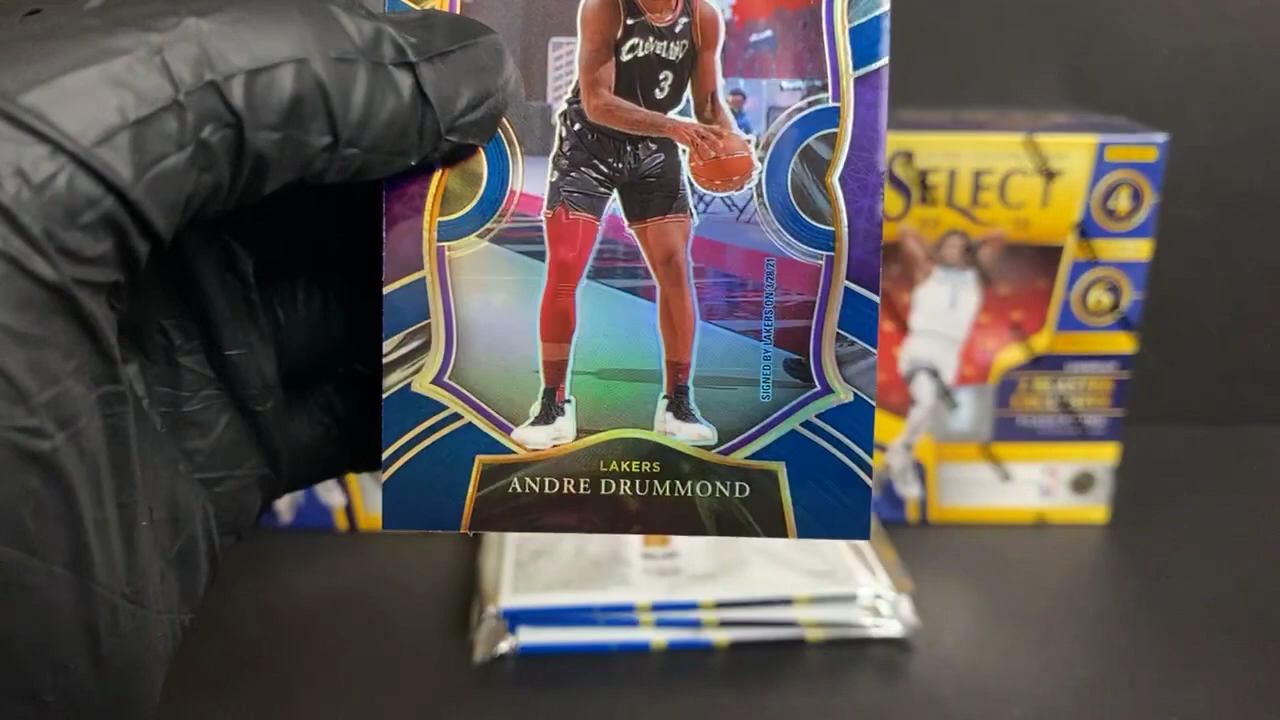 CLEVELAND
3
SIGNED BY LAKERS ON 3/28/21
LAKERS
ANDRE DRUMMOND
SELECT
4
6